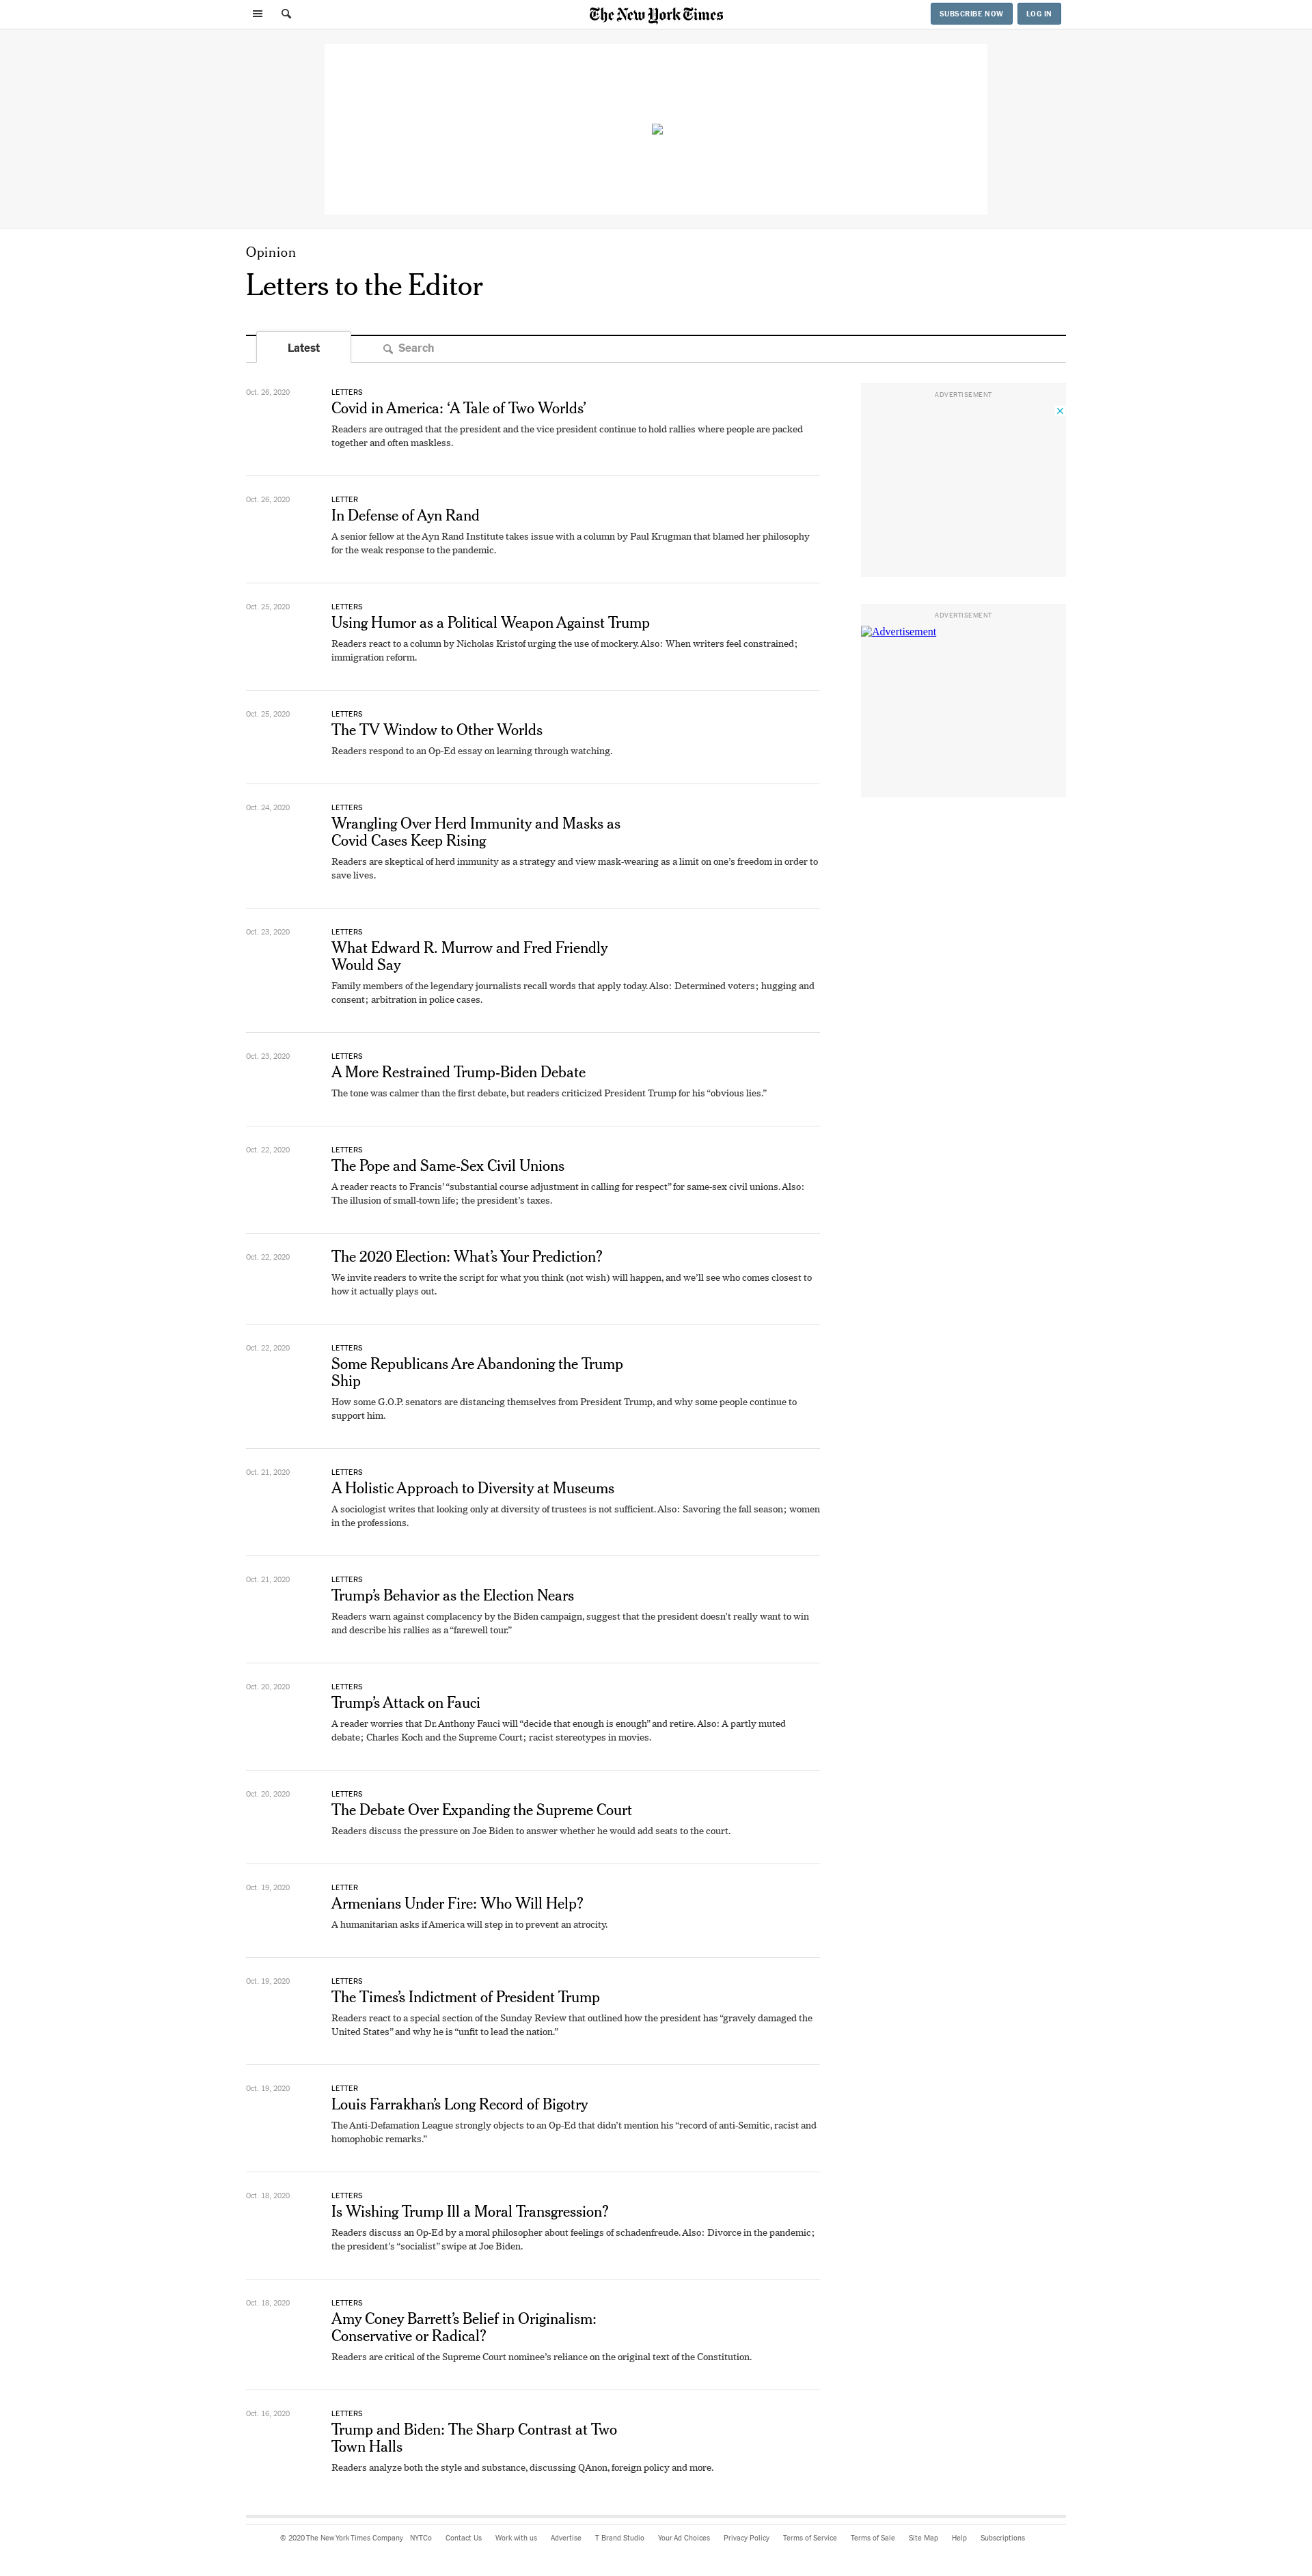 The New York Times
SUBSCRIBE NOW
LOG IN
Opinion
Letters to the Editor
Latest
Search
Oct. 26, 2020
LETTERS
Covid in America: ‘A Tale of Two Worlds’
Readers are outraged that the president and the vice president continue to hold rallies where people are packed
together and often maskless.
Oct. 26, 2020
LETTER
In Defense of Ayn Rand
A senior fellow at the Ayn Rand Institute takes issue with a column by Paul Krugman that blamed her philosophy
for the weak response to the pandemic.
Oct. 25, 2020
LETTERS
Using Humor as a Political Weapon Against Trump
Readers react to a column by Nicholas Kristof urging the use of mockery. Also: When writers feel constrained;
immigration reform.
Oct. 25, 2020
LETTERS
The TV Window to Other Worlds
Readers respond to an Op-Ed essay on learning through watching.
Oct. 24, 2020
LETTERS
Wrangling Over Herd Immunity and Masks as
Covid Cases Keep Rising
Readers are skeptical of herd immunity as a strategy and view mask-wearing as a limit on one’s freedom in order to
save lives.
Oct. 23, 2020
LETTERS
What Edward R. Murrow and Fred Friendly
Would Say
Family members of the legendary journalists recall words that apply today. Also: Determined voters; hugging and
consent; arbitration in police cases.
Oct. 23, 2020
LETTERS
A More Restrained Trump-Biden Debate
The tone was calmer than the first debate, but readers criticized President Trump for his “obvious lies.”
Oct. 22, 2020
LETTERS
The Pope and Same-Sex Civil Unions
A reader reacts to Francis’ “substantial course adjustment in calling for respect” for same-sex civil unions. Also:
The illusion of small-town life; the president’s taxes.
Oct. 22, 2020
The 2020 Election: What’s Your Prediction?
We invite readers to write the script for what you think (not wish) will happen, and we’ll see who comes closest to
how it actually plays out.
Oct. 22, 2020
LETTERS
Some Republicans Are Abandoning the Trump
Ship
How some G.O.P. senators are distancing themselves from President Trump, and why some people continue to
support him.
Oct. 21, 2020
LETTERS
A Holistic Approach to Diversity at Museums
A sociologist writes that looking only at diversity of trustees is not sufficient. Also: Savoring the fall season; women
in the professions.
Oct. 21, 2020
LETTERS
Trump’s Behavior as the Election Nears
Readers warn against complacency by the Biden campaign, suggest that the president doesn’t really want to win
and describe his rallies as a “farewell tour.”
Oct. 20, 2020
LETTERS
Trump’s Attack on Fauci
A reader worries that Dr. Anthony Fauci will “decide that enough is enough” and retire. Also: A partly muted
debate; Charles Koch and the Supreme Court; racist stereotypes in movies.
Oct. 20, 2020
LETTERS
The Debate Over Expanding the Supreme Court
Readers discuss the pressure on Joe Biden to answer whether he would add seats to the court.
Oct. 19, 2020
LETTER
Armenians Under Fire: Who Will Help?
A humanitarian asks if America will step in to prevent an atrocity.
Oct. 19, 2020
LETTERS
The Times’s Indictment of President Trump
Readers react to a special section of the Sunday Review that outlined how the president has “gravely damaged the
United States” and why he is “unfit to lead the nation.”
Oct. 19, 2020
LETTER
Louis Farrakhan’s Long Record of Bigotry
The Anti-Defamation League strongly objects to an Op-Ed that didn’t mention his “record of anti-Semitic, racist and
homophobic remarks.”
Oct. 18, 2020
LETTERS
Is Wishing Trump Ill a Moral Transgression?
Readers discuss an Op-Ed by a moral philosopher about feelings of schadenfreude. Also: Divorce in the pandemic;
the president’s “socialist” swipe at Joe Biden.
Oct. 18, 2020
LETTERS
Amy Coney Barrett’s Belief in Originalism:
Conservative or Radical?
Readers are critical of the Supreme Court nominee’s reliance on the original text of the Constitution.
Oct. 16, 2020
LETTERS
Trump and Biden: The Sharp Contrast at Two
Town Halls
Readers analyze both the style and substance, discussing QAnon, foreign policy and more.
ADVERTISEMENT
ADVERTISEMENT
Advertisement
© 2020 The New York Times Company NYTCo Contact Us Work with us Advertise T Brand Studio Your Ad Choices Privacy Policy Terms of Service Terms of Sale Site Map Help Subscriptions